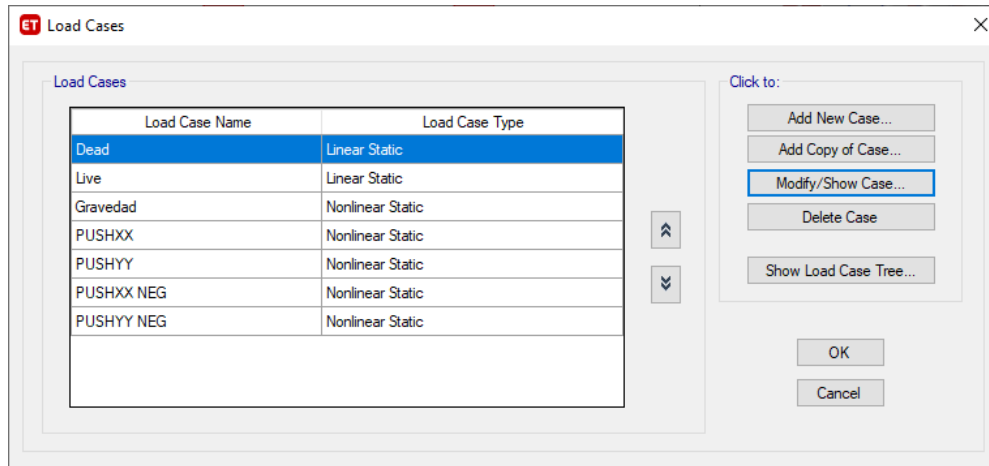 ET Load Cases
Load Cases
Load Case Name Load Case Type
Dead Linear Static
Live Linear Static
Gravedad Nonlinear Static
PUSHXX Nonlinear Static
PUSHYY Nonlinear Static
PUSHXX NEG Nonlinear Static
PUSHYY NEG Nonlinear Static
Click to:
Add New Case...
Add Copy of Case...
Modify/Show Case...
Delete Case
Show Load Case Tree...
OK
Cancel